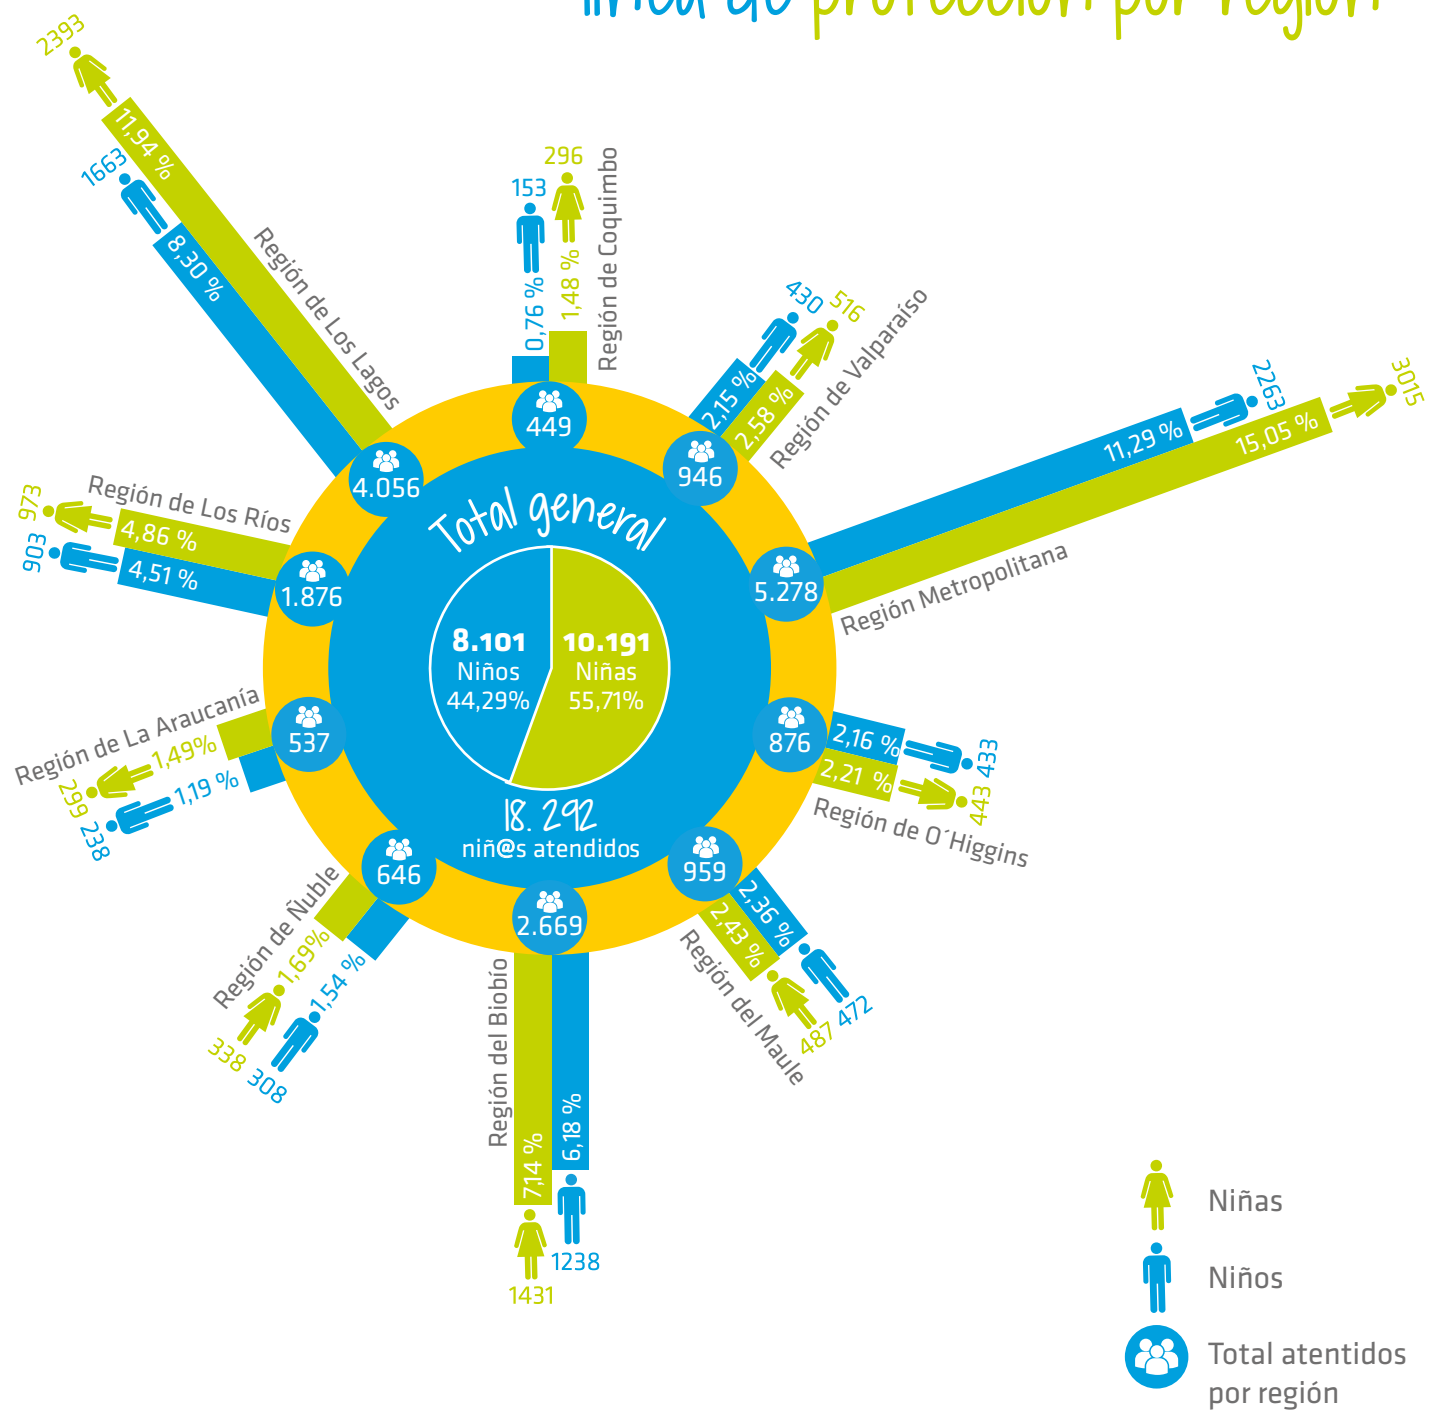 línea de protección por región
2393
11,94 %
1663
8,30 %
Región de Los Lagos
4.056
153
0,76 %
296
1,48 %
Región de Coquimbo
449
430
2,15 %
516
2,58 %
Región de Valparaíso
946
2263
11,29 %
3015
15,05 %
Región Metropolitana
5.278
433
2,16 %
443
2,21 %
Región de O´Higgins
876
472
2,36 %
487
2,43 %
Región del Maule
959
1238
6,18 %
1431
7,14 %
Región del Biobío
2.669
308
1,54 %
338
1,69%
Región de Ñuble
646
238
1,19 %
299
1,49%
Región de La Araucanía
537
903
4,51 %
973
4,86 %
Región de Los Ríos
1.876
Total general
8.101
Niños
44,29%
10.191
Niñas
55,71%
18. 292
niñ@s atendidos
Niñas
Niños
Total atentidos
por región